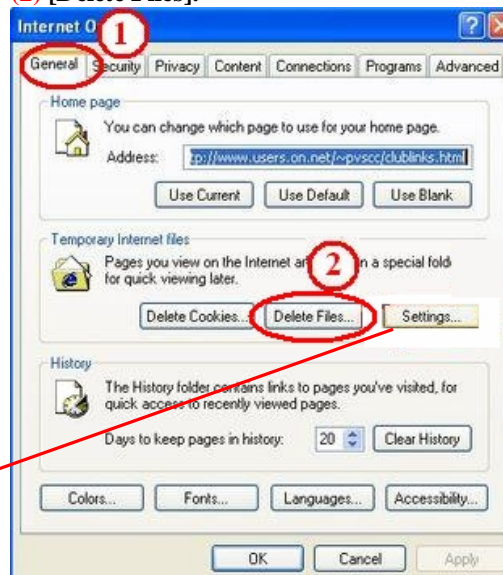 (2) [Delete Files].
Internet O
1
General Security Privacy Content Connections Programs Advanced
Home page
You can change which page to use for your home page.
Address: tp://www.users.on.net/~pvscc/clublinks.html
Use Current Use Default Use Blank
Temporary Internet files
Pages you view on the Internet ar n a special fold
2
for quick viewing later.
Delete Cookies... Delete Files... Settings...
History
The History folder contains links to pages you've visited, for
quick access to recently viewed pages.
Days to keep pages in history: 20 Clear History
Colors... Fonts... Languages... Accessibility...
OK Cancel Apply